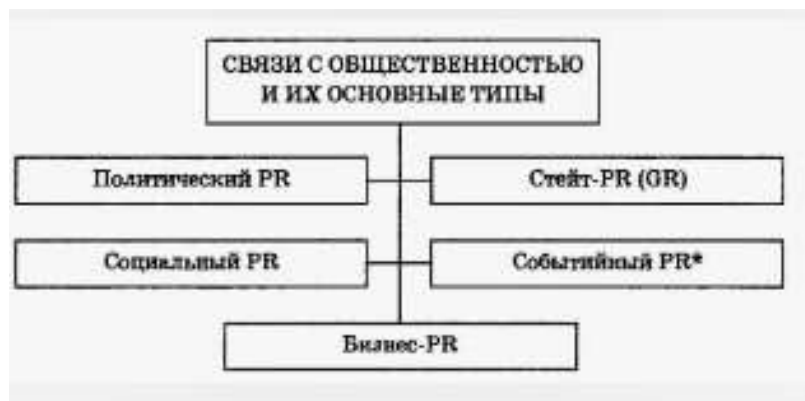 СВЯЗИ С ОБЩЕСТВЕННОСТЬЮ
И ИХ ОСНОВНЫЕ ТИПЫ
Политический PR
Стейт-PR (GR)
Социальный PR
Событийный PR*
Бизнес-PR